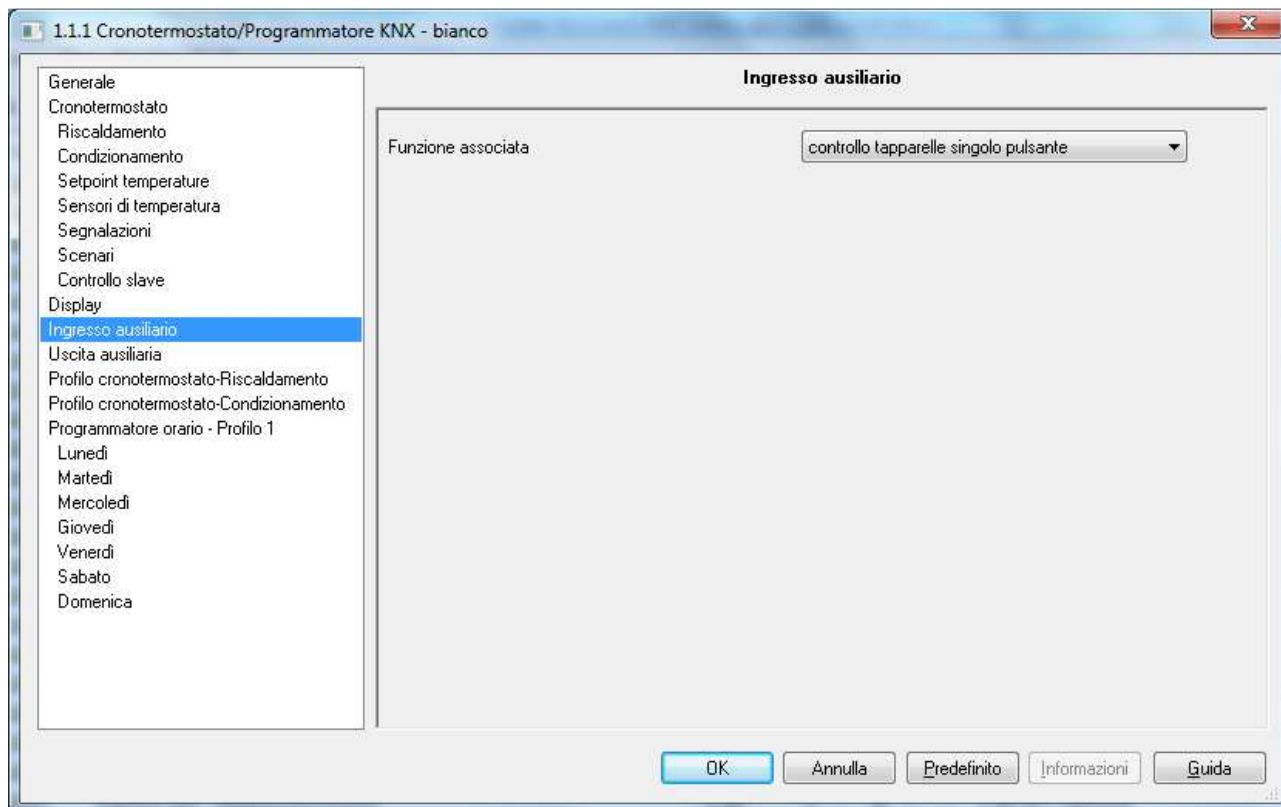 1.1.1 Cronotermostato/Programmatore KNX - bianco
Generale
Cronotermostato
Riscaldamento
Condizionamento
Setpoint temperature
Sensori di temperatura
Segnalazioni
Scenari
Controllo slave
Display
Ingresso ausiliario
Uscita ausiliaria
Profilo cronotermostato-Riscaldamento
Profilo cronotermostato-Condizionamento
Programmatore orario - Profilo 1
Lunedì
Martedì
Mercoledì
Giovedì
Venerdì
Sabato
Domenica
Ingresso ausiliario
Funzione associata controllo tapparelle singolo pulsante
OK Annulla Predefinito Informazioni Guida